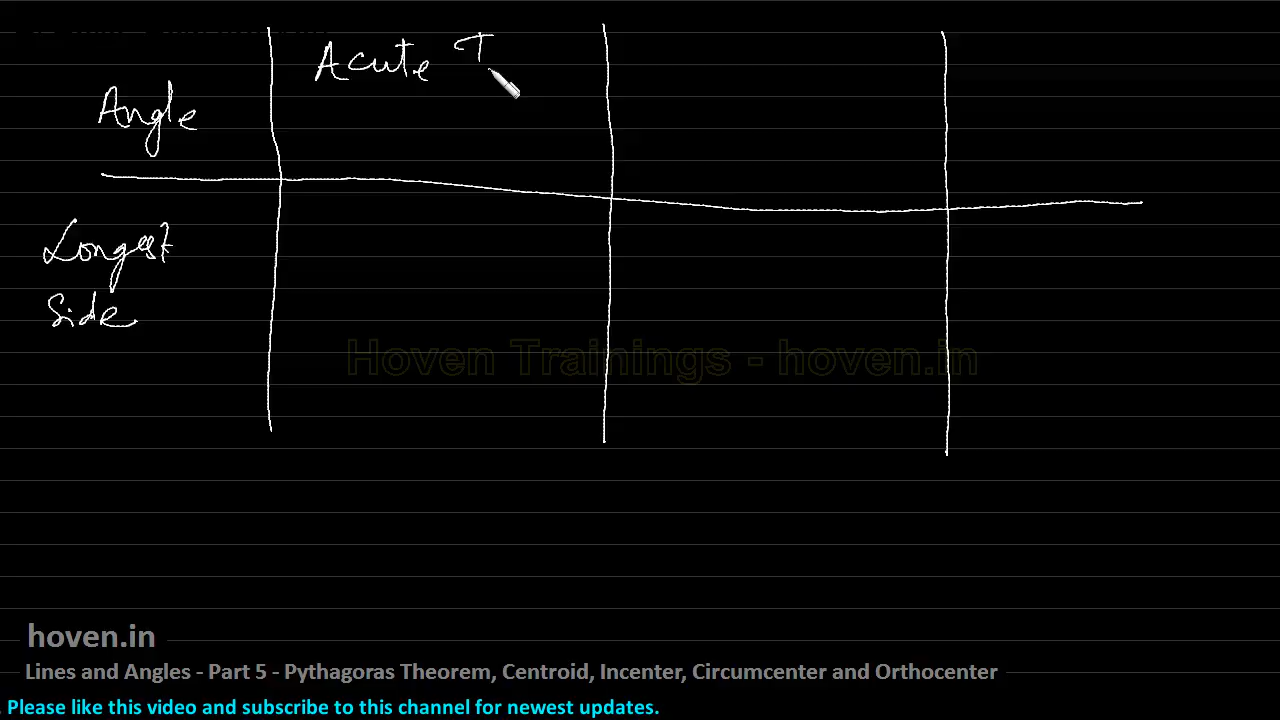 Acute T
Angle
Longest
Side
Hoven Trainings - hoven.in
hoven.in
Lines and Angles - Part 5 - Pythagoras Theorem, Centroid, Incenter, Circumcenter and Orthocenter
. Please like this video and subscribe to this channel for newest updates.